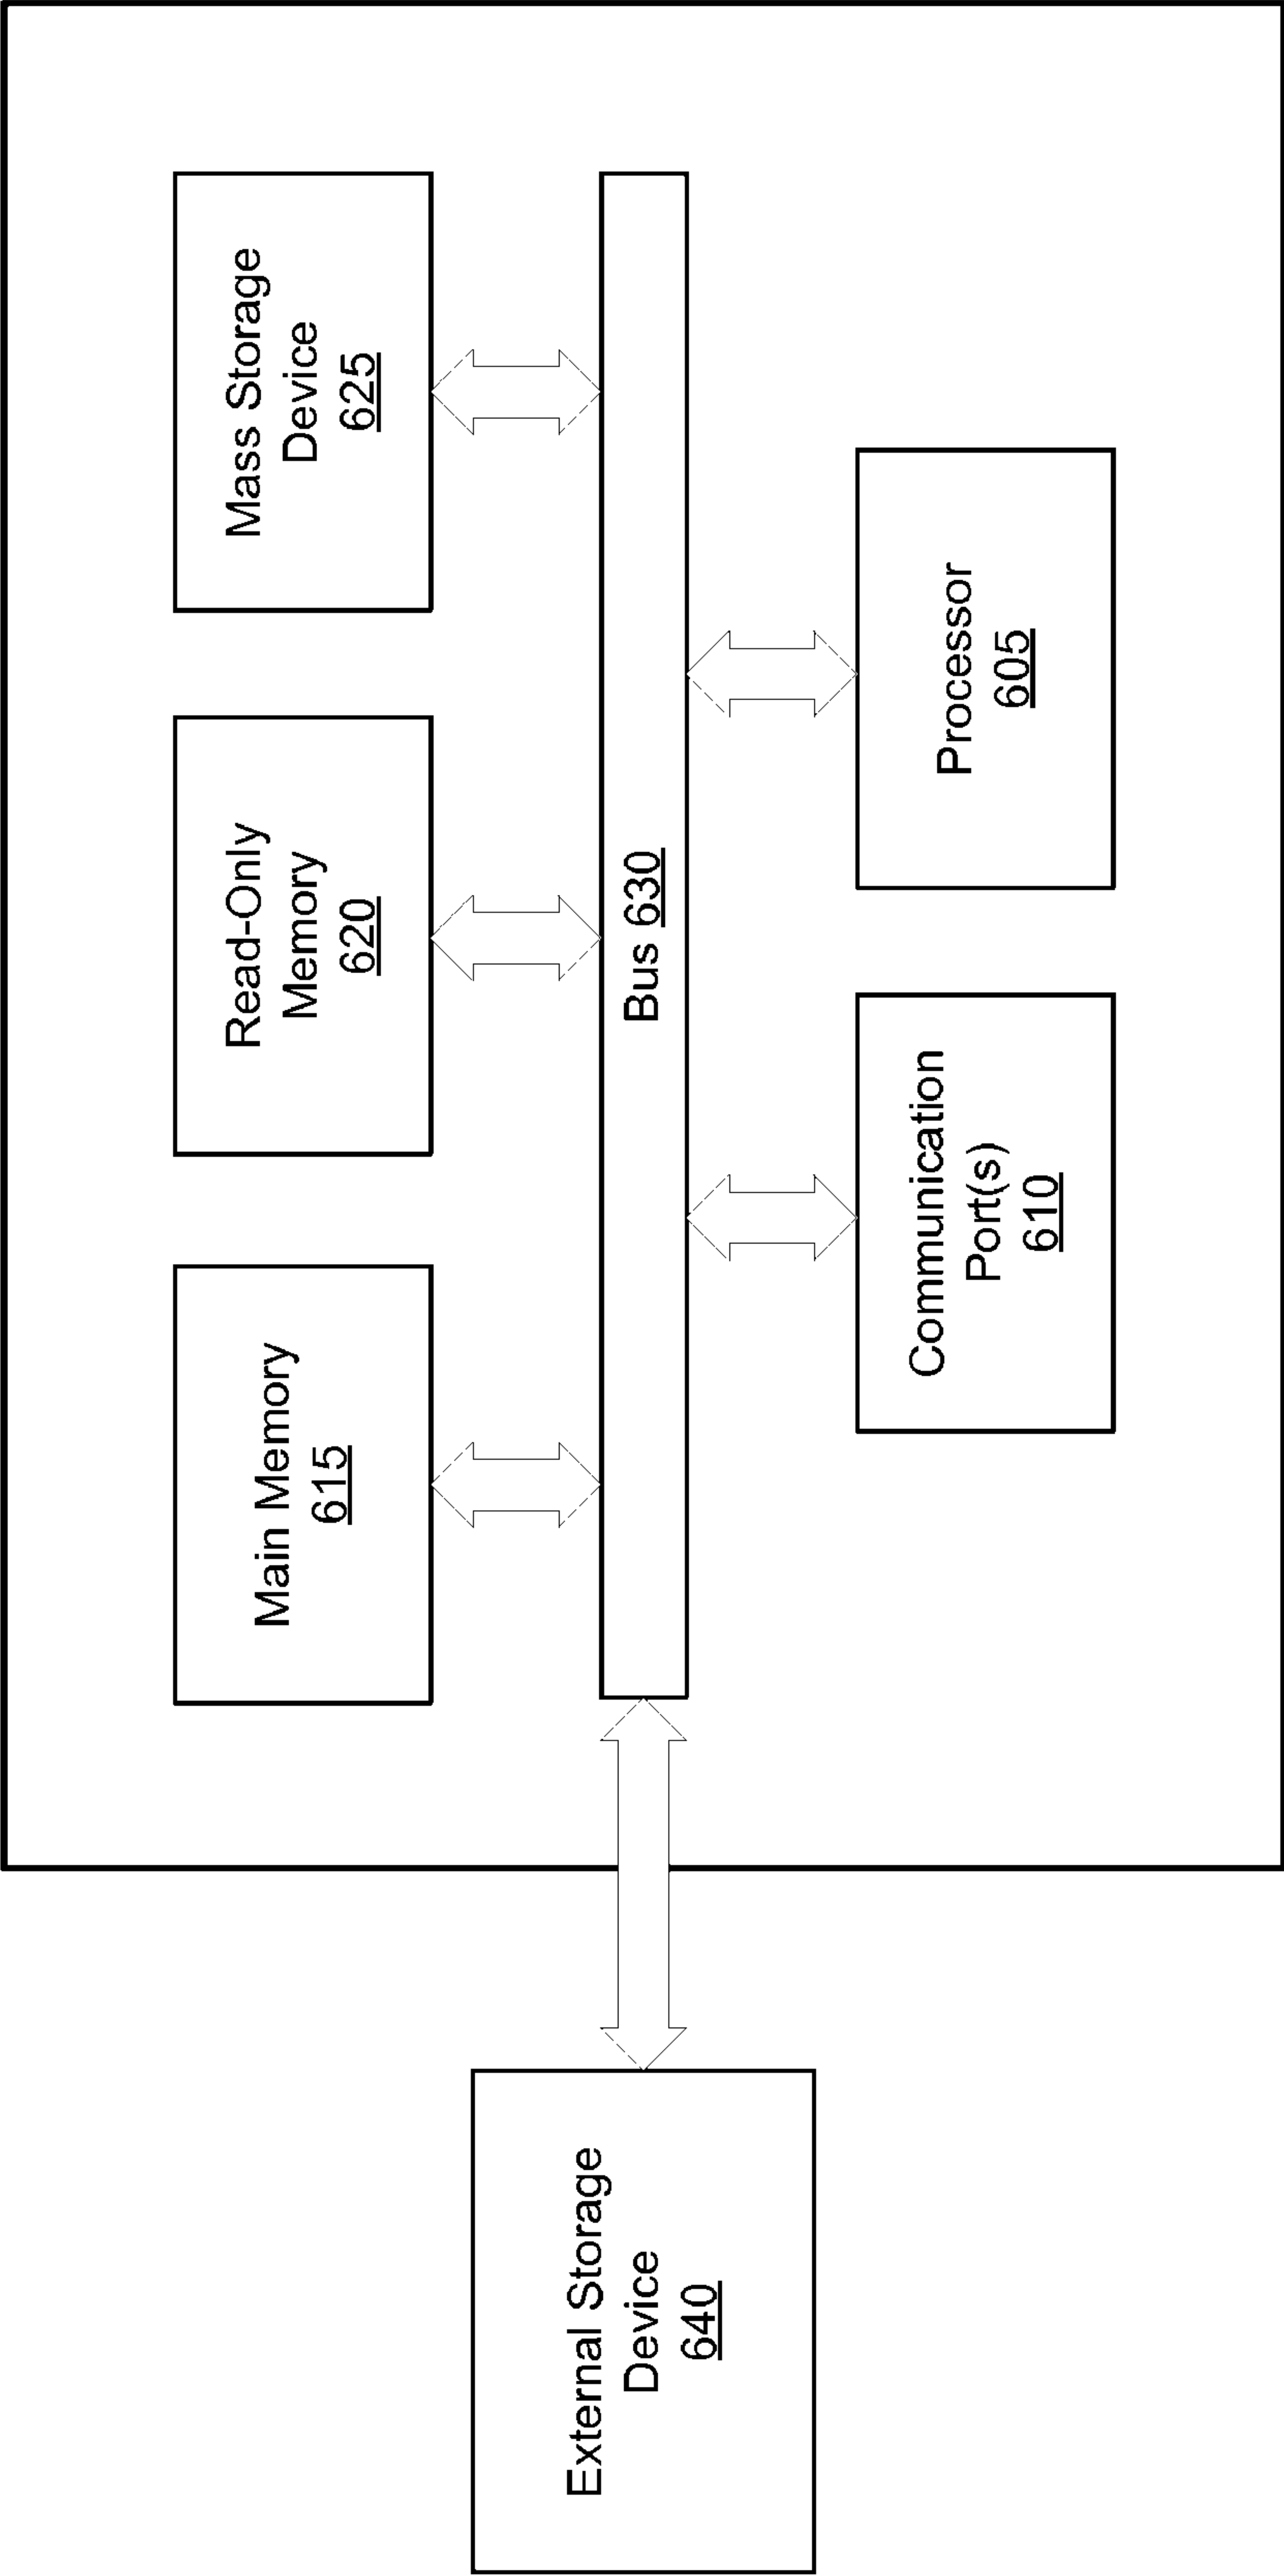 Main Memory
615
Read-Only
Memory
620
Mass Storage
Device
625
External Storage
Device
640
Bus 630
Communication
Port(s)
610
Processor
605